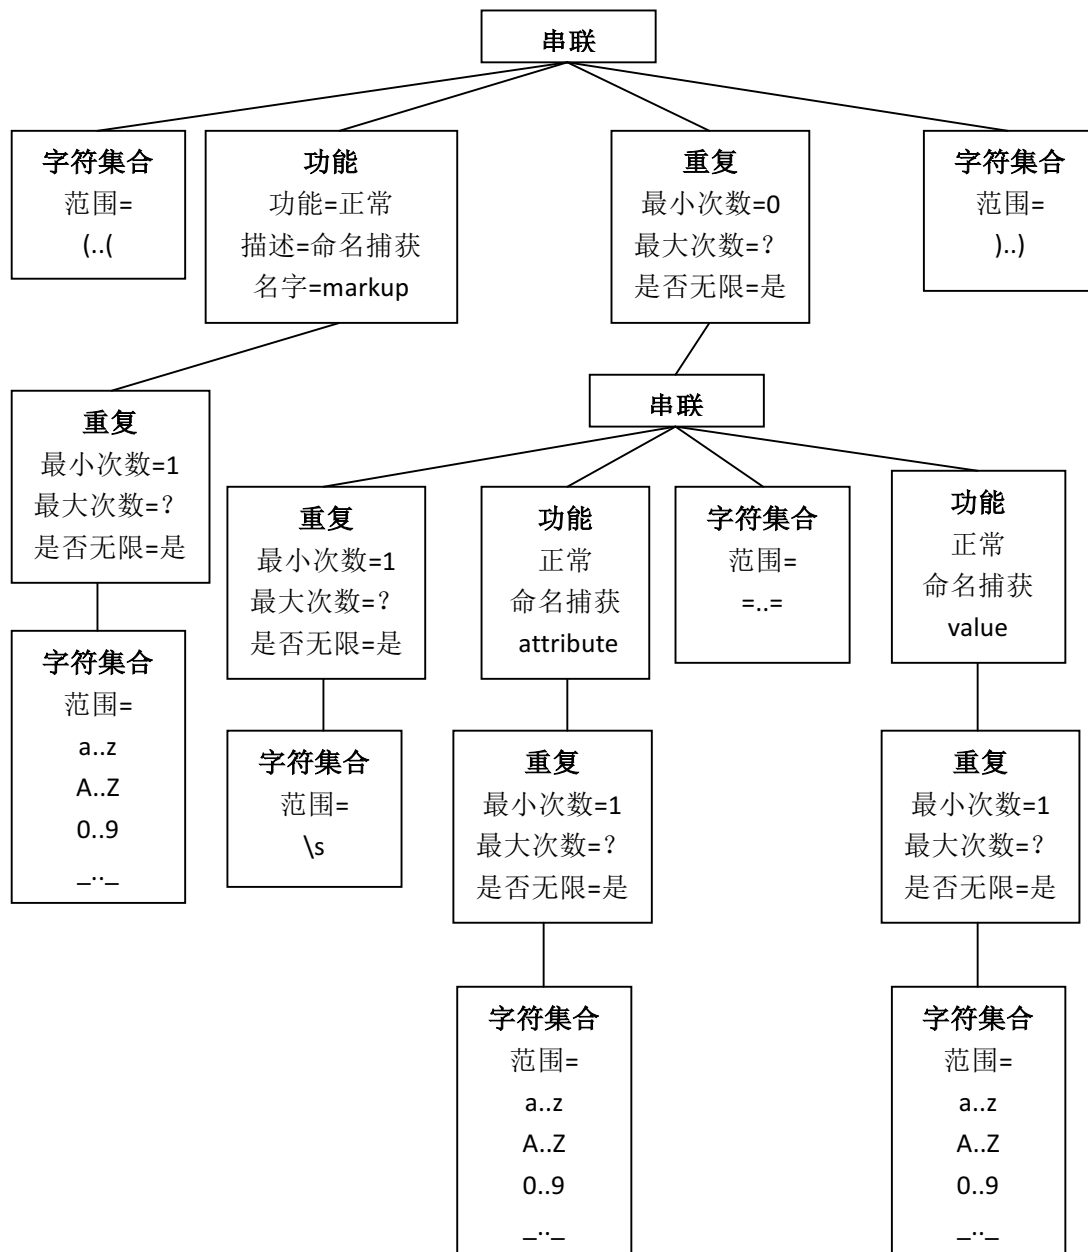 串联
字符集合
范围=
(..(
功能
功能=正常
描述=命名捕获
名字=markup
重复
最小次数=0
最大次数=?
是否无限=是
字符集合
范围=
)..)
重复
最小次数=1
最大次数=?
是否无限=是
串联
字符集合
范围=
a..z
A..Z
0..9
_.._
重复
最小次数=1
最大次数=?
是否无限=是
功能
正常
命名捕获
attribute
字符集合
范围=
=..=
功能
正常
命名捕获
value
字符集合
范围=
\s
重复
最小次数=1
最大次数=?
是否无限=是
重复
最小次数=1
最大次数=?
是否无限=是
字符集合
范围=
a..z
A..Z
0..9
_.._
字符集合
范围=
a..z
A..Z
0..9
_.._